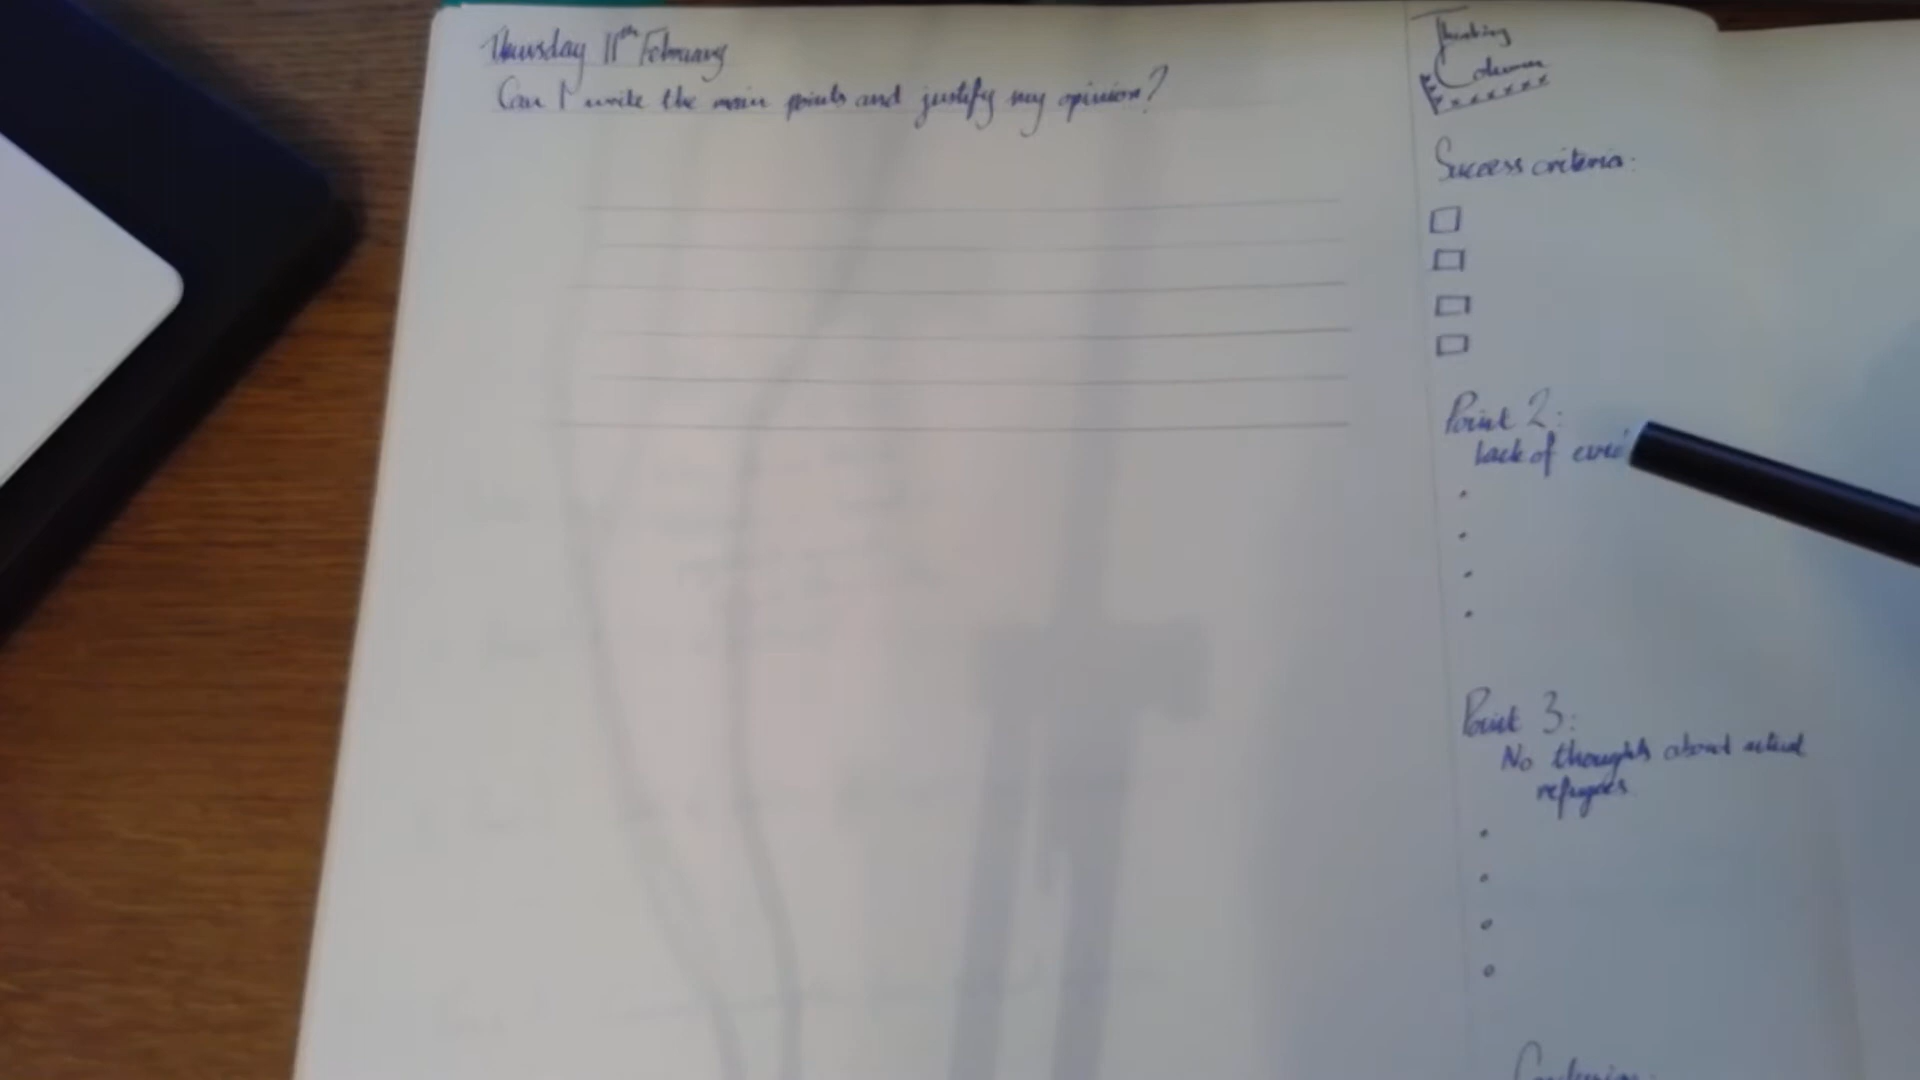 Thursday 11th February
Can I write the main points and justify my opinion?
Thinking
Column
Success criteria:
Point 2:
Lack of
Point 3:
No thoughts about actual
refugees